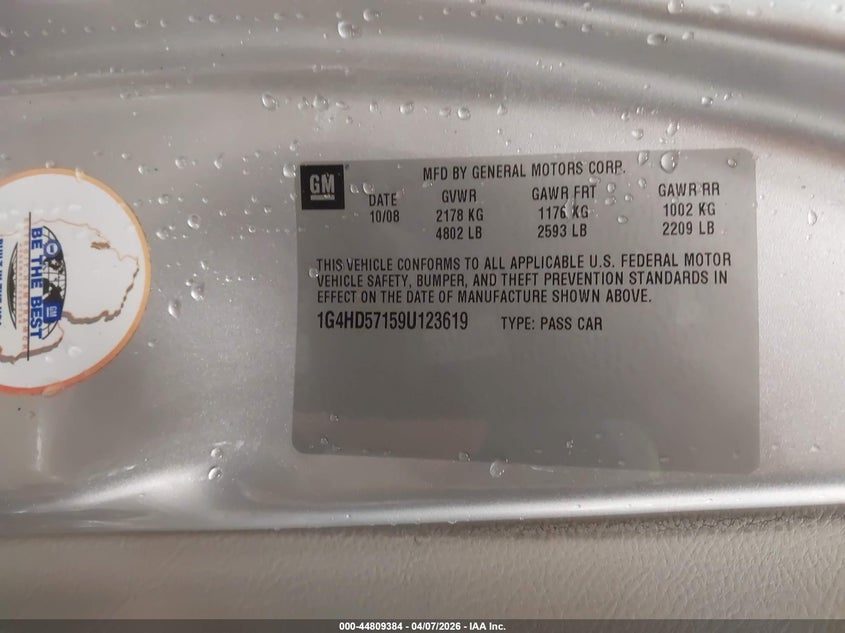 GM
MFD BY GENERAL MOTORS CORP.
DATE GVWR GAWR FRT GAWR RR
10/08 2178 KG 1176 KG 1002 KG
4802 LB 2593 LB 2209 LB
THIS VEHICLE CONFORMS TO ALL APPLICABLE U.S. FEDERAL MOTOR
VEHICLE SAFETY, BUMPER, AND THEFT PREVENTION STANDARDS IN
EFFECT ON THE DATE OF MANUFACTURE SHOWN ABOVE.
1G4HD57159U123619 TYPE: PASS CAR
BE THE BEST
GM
000-44809384 - 04/07/2026 - IAA Inc.